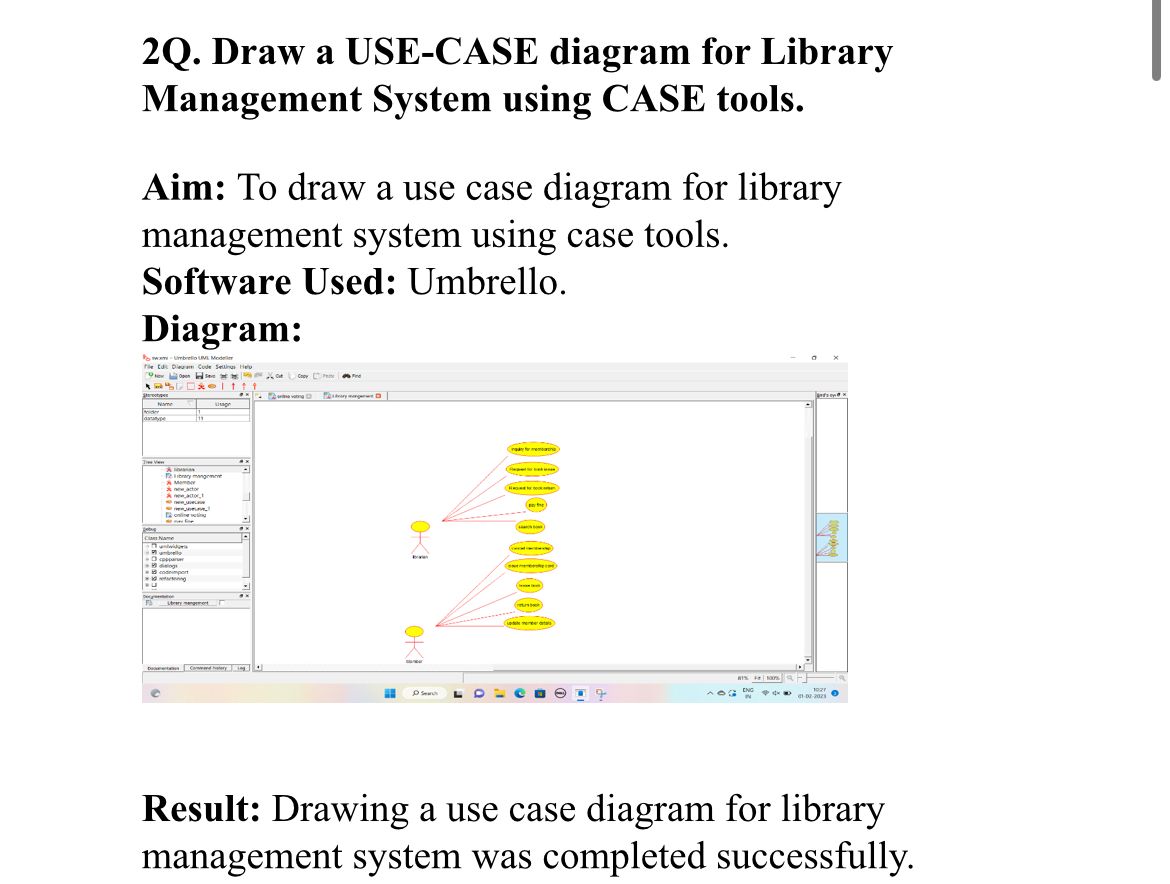 2Q. Draw a USE-CASE diagram for Library
Management System using CASE tools.
Aim: To draw a use case diagram for library
management system using case tools.
Software Used: Umbrello.
Diagram:
sw.xmi - Umbrello UML Modeller
File Edit Diagram Code Settings Help
New Open Save Cut Copy Paste Find
Stereotypes
Name Usage
folder 1
datatype 11
online voting
Library mangement
Tree View
librarian
Library mangement
Member
new_actor
new_actor_1
new_usecase
new_usecase_1
online voting
pay fine
Debug
Class Name
umlwidgets
umbrello
cppparser
dialogs
codeimport
refactoring
Documentation
Library mangement
Documentation Command history Log
inquiry for membership
Request for book issue
Request for book return
pay fine
search book
cancel membership
issue membership card
issue book
return book
update member details
librarian
Member
81% Fit 100%
Search
ENG
IN
10:27
01-02-2023
Result: Drawing a use case diagram for library
management system was completed successfully.